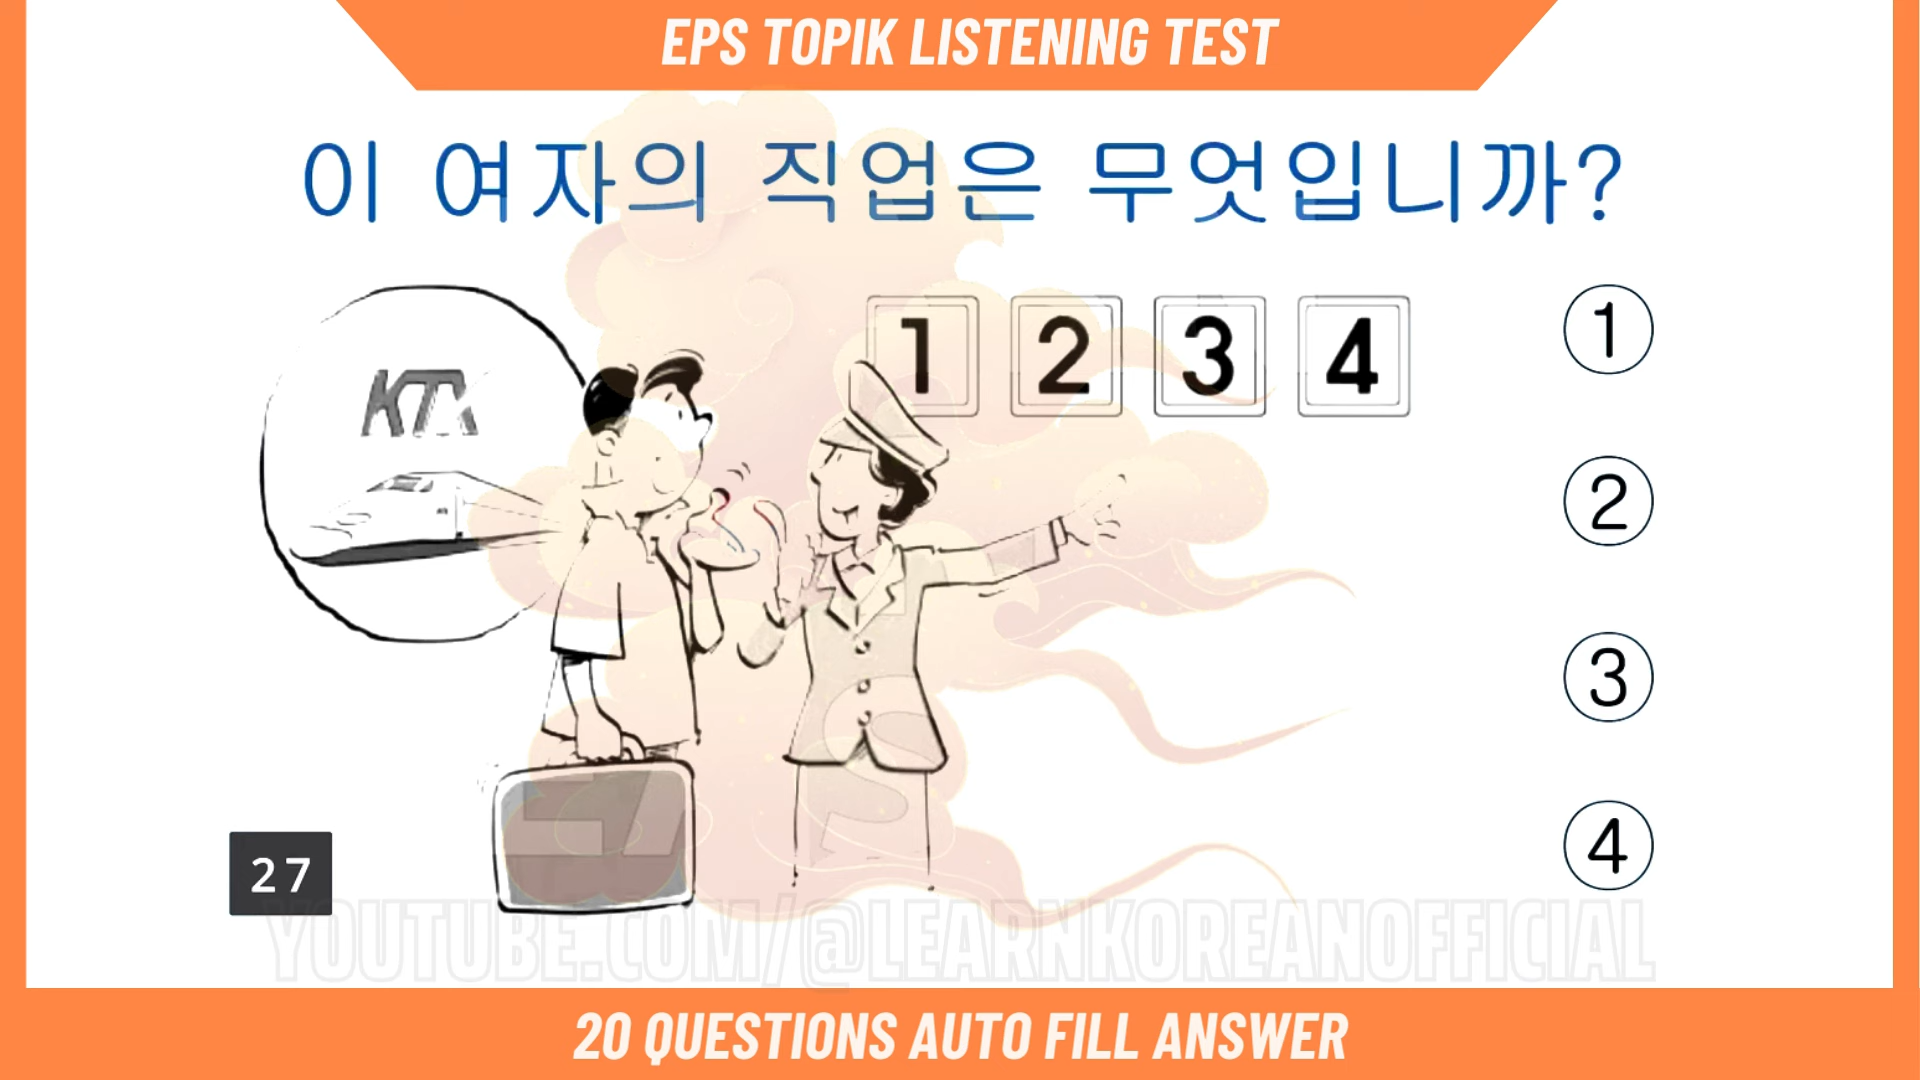 EPS TOPIK LISTENING TEST
이 여자의 직업은 무엇입니까?
KTX
1 2 3 4
①
②
③
④
27
YOUTUBE.COM/@LEARNKOREANOFFICIAL
20 QUESTIONS AUTO FILL ANSWER